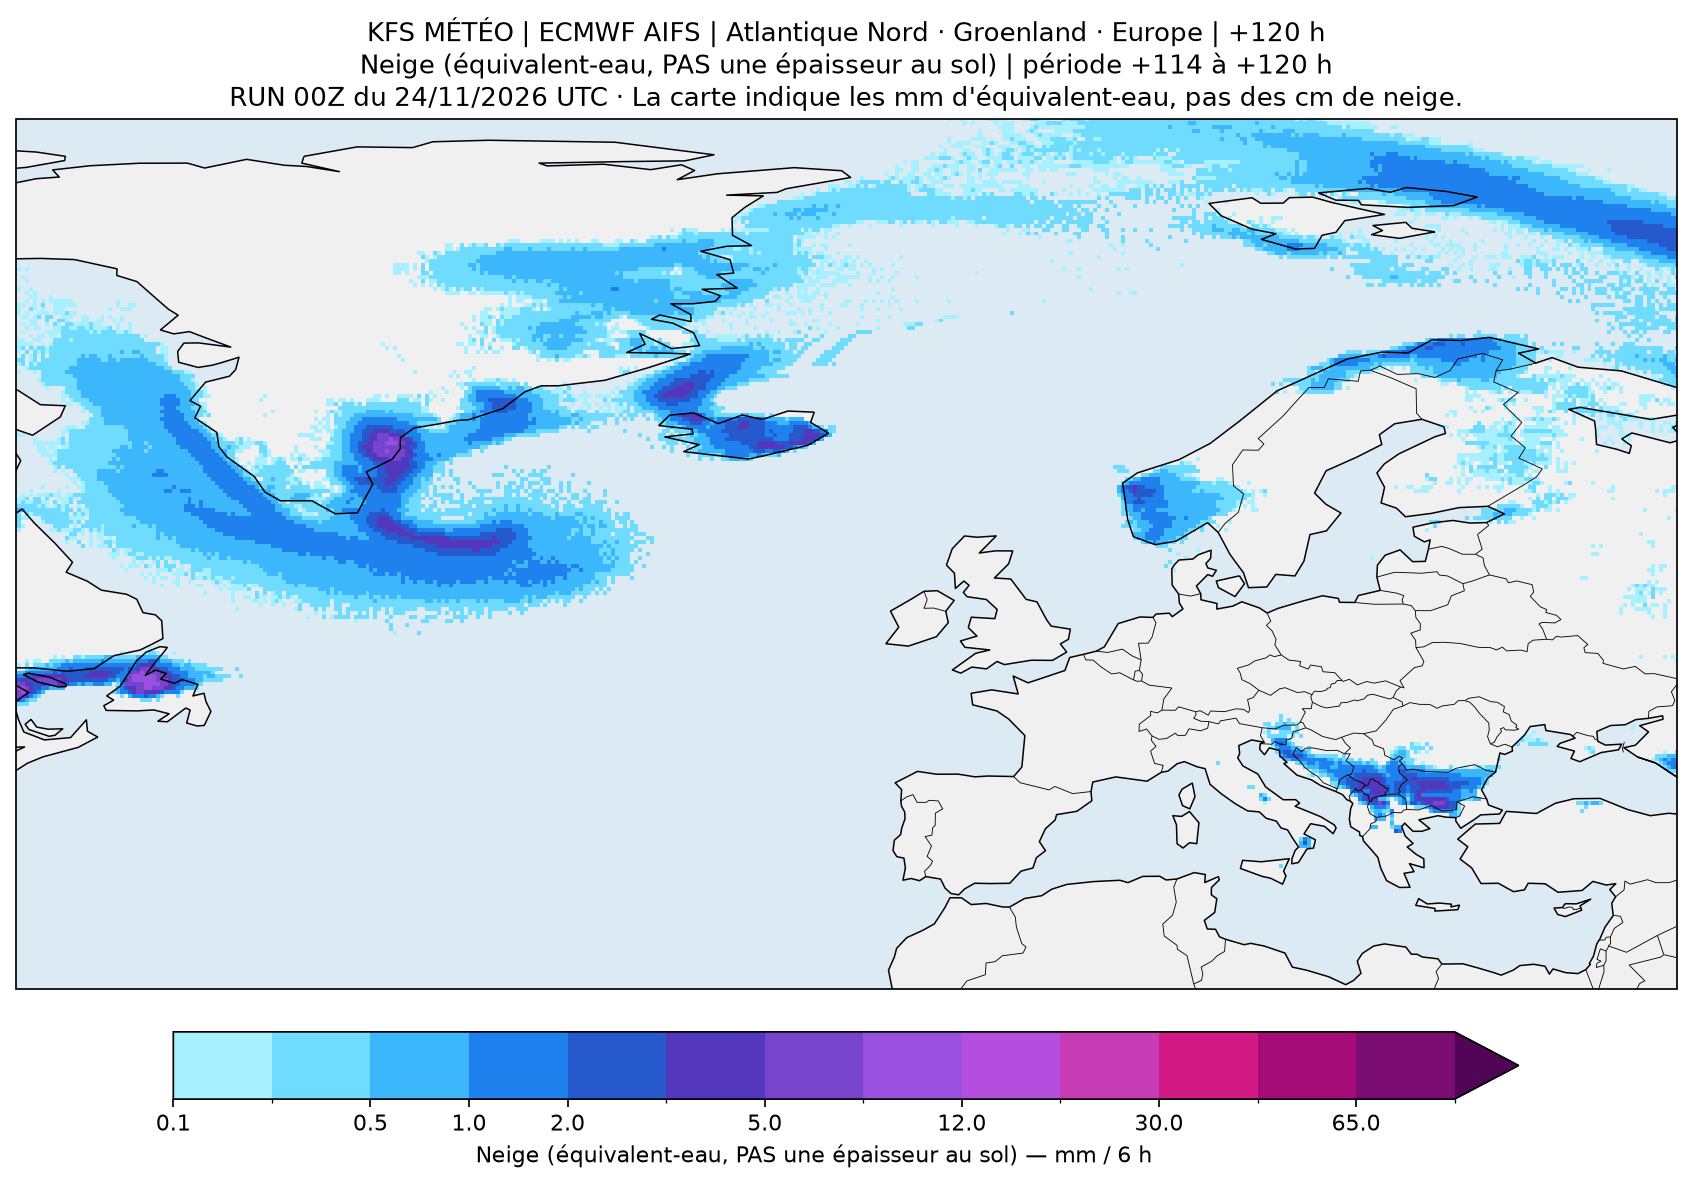 KFS MÉTÉO | ECMWF AIFS | Atlantique Nord · Groenland · Europe | +120 h
Neige (équivalent-eau, PAS une épaisseur au sol) | période +114 à +120 h
RUN 00Z du 24/11/2026 UTC · La carte indique les mm d'équivalent-eau, pas des cm de neige.
0.1 0.5 1.0 2.0 5.0 12.0 30.0 65.0
Neige (équivalent-eau, PAS une épaisseur au sol) — mm / 6 h